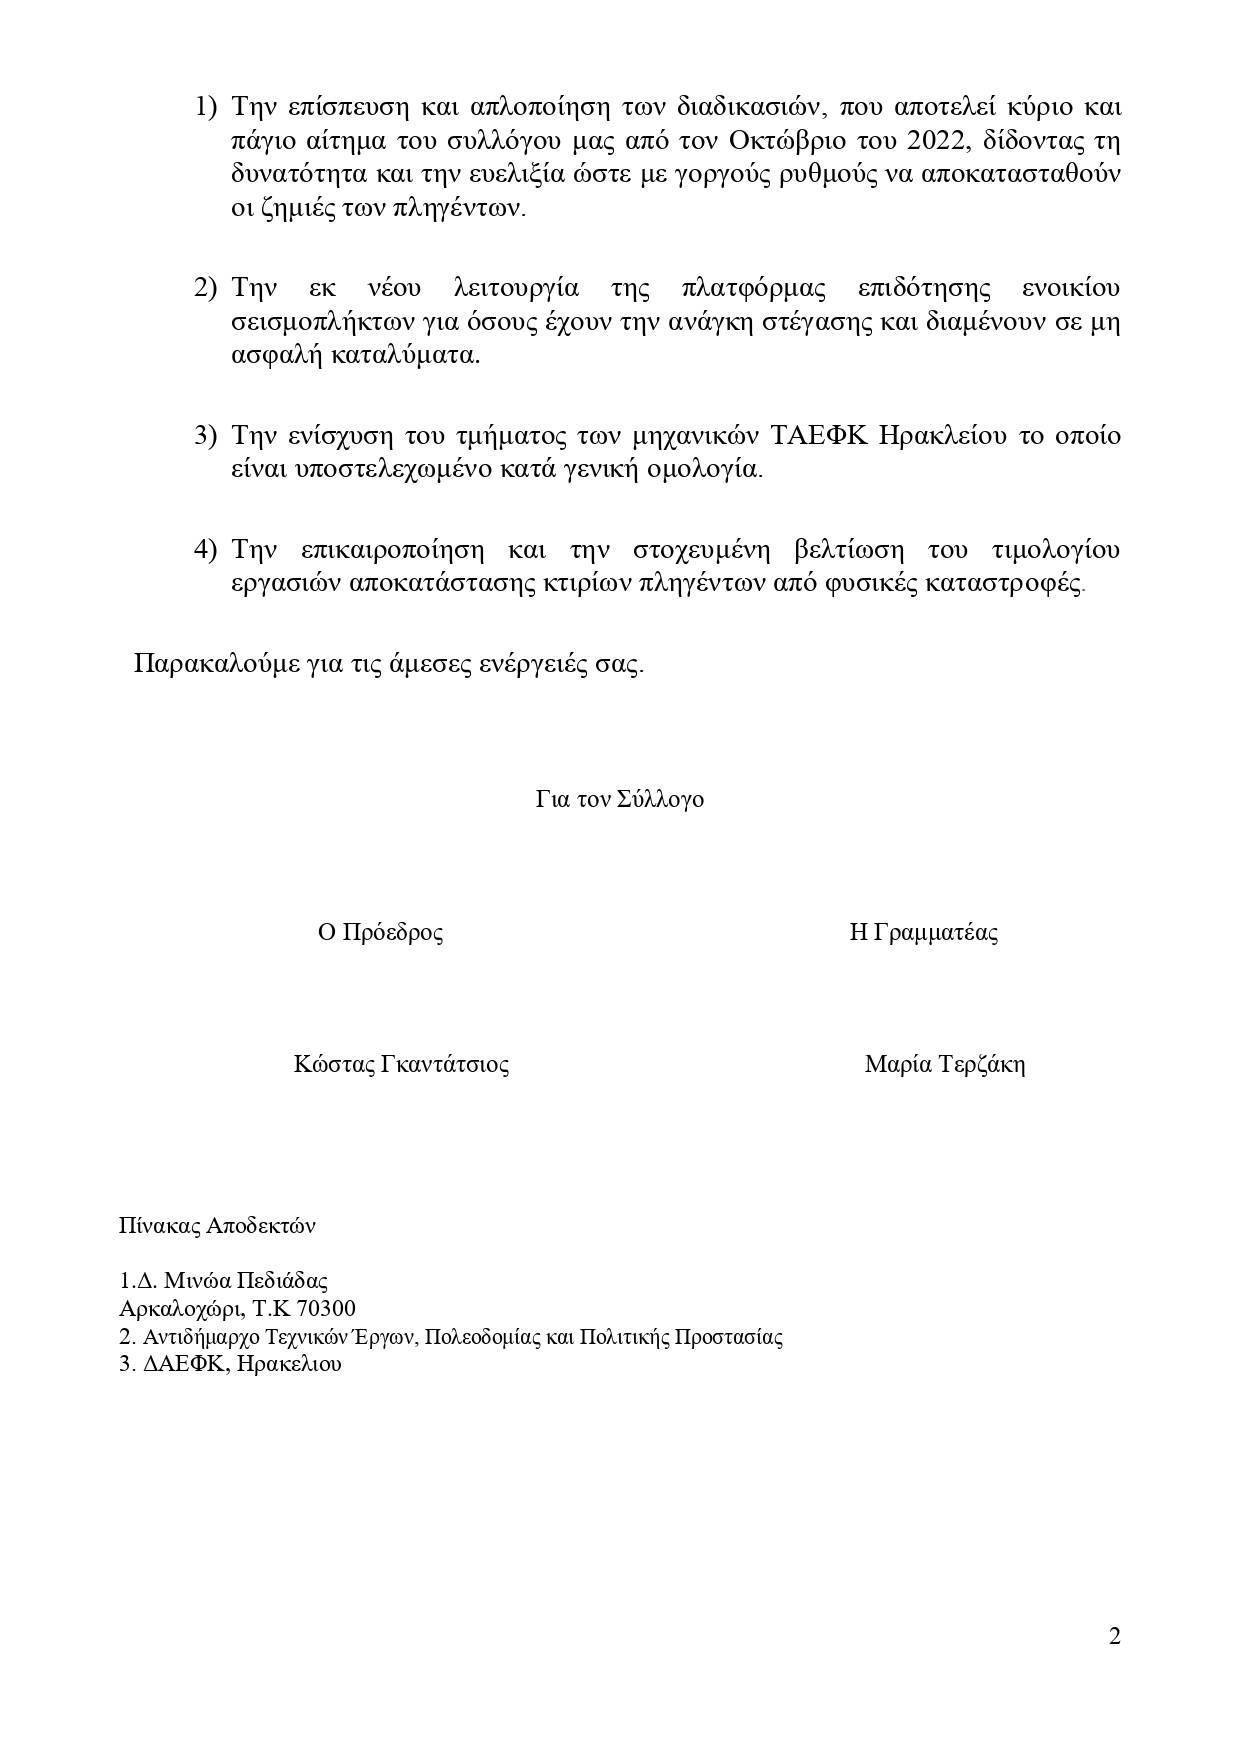 1) Την επίσπευση και απλοποίηση των διαδικασιών, που αποτελεί κύριο και
πάγιο αίτημα του συλλόγου μας από τον Οκτώβριο του 2022, δίδοντας τη
δυνατότητα και την ευελιξία ώστε με γοργούς ρυθμούς να αποκατασταθούν
οι ζημιές των πληγέντων.
2) Την εκ νέου λειτουργία της πλατφόρμας επιδότησης ενοικίου
σεισμοπλήκτων για όσους έχουν την ανάγκη στέγασης και διαμένουν σε μη
ασφαλή καταλύματα.
3) Την ενίσχυση του τμήματος των μηχανικών ΤΑΕΦΚ Ηρακλείου το οποίο
είναι υποστελεχωμένο κατά γενική ομολογία.
4) Την επικαιροποίηση και την στοχευμένη βελτίωση του τιμολογίου
εργασιών αποκατάστασης κτιρίων πληγέντων από φυσικές καταστροφές.
Παρακαλούμε για τις άμεσες ενέργειές σας.
Για τον Σύλλογο
Ο Πρόεδρος Η Γραμματέας
Κώστας Γκαντάτσιος Μαρία Τερζάκη
Πίνακας Αποδεκτών
1.Δ. Μινώα Πεδιάδας
Αρκαλοχώρι, Τ.Κ 70300
2. Αντιδήμαρχο Τεχνικών Έργων, Πολεοδομίας και Πολιτικής Προστασίας
3. ΔΑΕΦΚ, Ηρακελιου
2